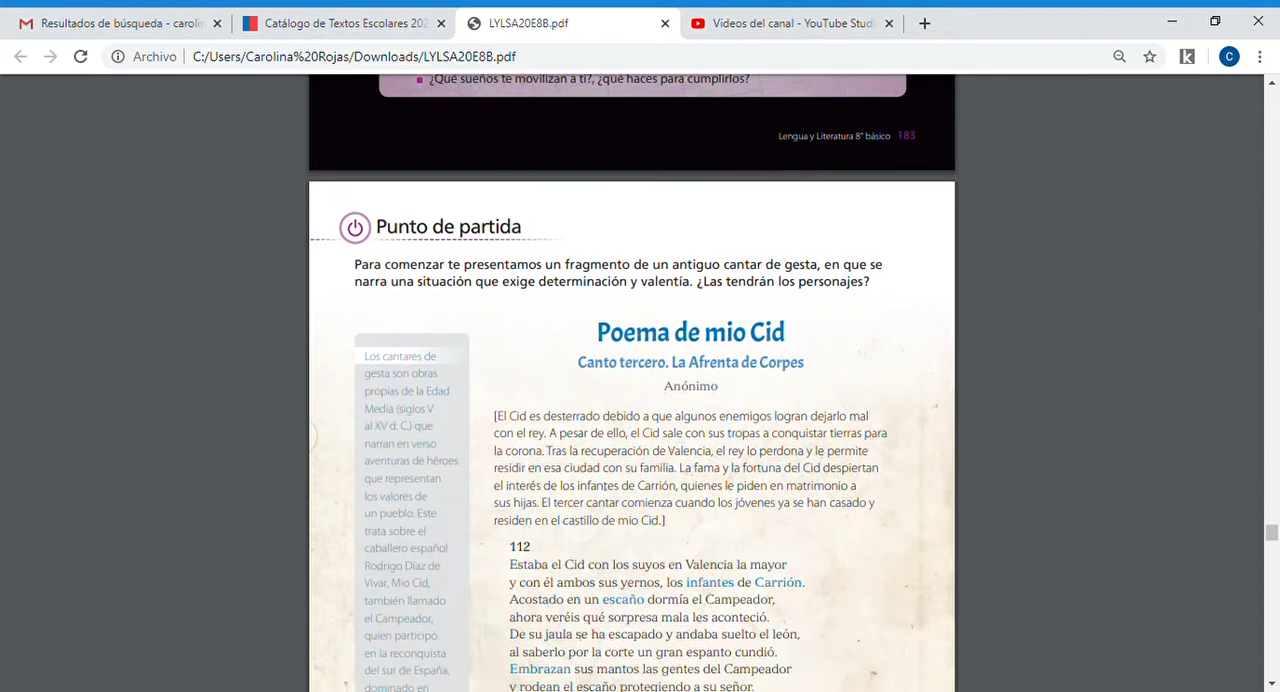 Resultados de búsqueda - carolin
Catálogo de Textos Escolares 202
LYLSA20E8B.pdf
Videos del canal - YouTube Studi
Archivo
C:/Users/Carolina%20Rojas/Downloads/LYLSA20E8B.pdf
C
¿Qué sueños te movilizan a ti?, ¿qué haces para cumplirlos?
Lengua y Literatura 8° básico 183
Punto de partida
Para comenzar te presentamos un fragmento de un antiguo cantar de gesta, en que se
narra una situación que exige determinación y valentía. ¿Las tendrán los personajes?
Poema de mio Cid
Canto tercero. La Afrenta de Corpes
Anónimo
Los cantares de
gesta son obras
propias de la Edad
Media (siglos V
al XV d. C.) que
narran en verso
aventuras de héroes
que representan
los valores de
un pueblo. Este
trata sobre el
caballero español
Rodrigo Díaz de
Vivar, Mio Cid,
también llamado
el Campeador,
quien participó
en la reconquista
del sur de España,
dominado en
[El Cid es desterrado debido a que algunos enemigos logran dejarlo mal
con el rey. A pesar de ello, el Cid sale con sus tropas a conquistar tierras para
la corona. Tras la recuperación de Valencia, el rey lo perdona y le permite
residir en esa ciudad con su familia. La fama y la fortuna del Cid despiertan
el interés de los infantes de Carrión, quienes le piden en matrimonio a
sus hijas. El tercer cantar comienza cuando los jóvenes ya se han casado y
residen en el castillo de mio Cid.]
112
Estaba el Cid con los suyos en Valencia la mayor
y con él ambos sus yernos, los infantes de Carrión.
Acostado en un escaño dormía el Campeador,
ahora veréis qué sorpresa mala les aconteció.
De su jaula se ha escapado y andaba suelto el león,
al saberlo por la corte un gran espanto cundió.
Embrazan sus mantos las gentes del Campeador
y rodean el escaño protegiendo a su señor.